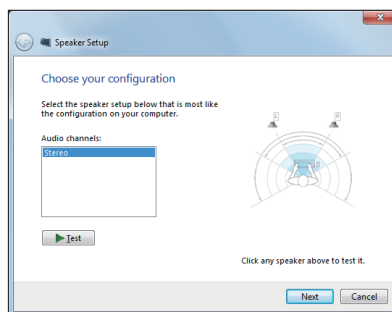 Speaker Setup
Choose your configuration
Select the speaker setup below that is most like
the configuration on your computer.
Audio channels:
Stereo
L
R
Test
Click any speaker above to test it.
Next
Cancel